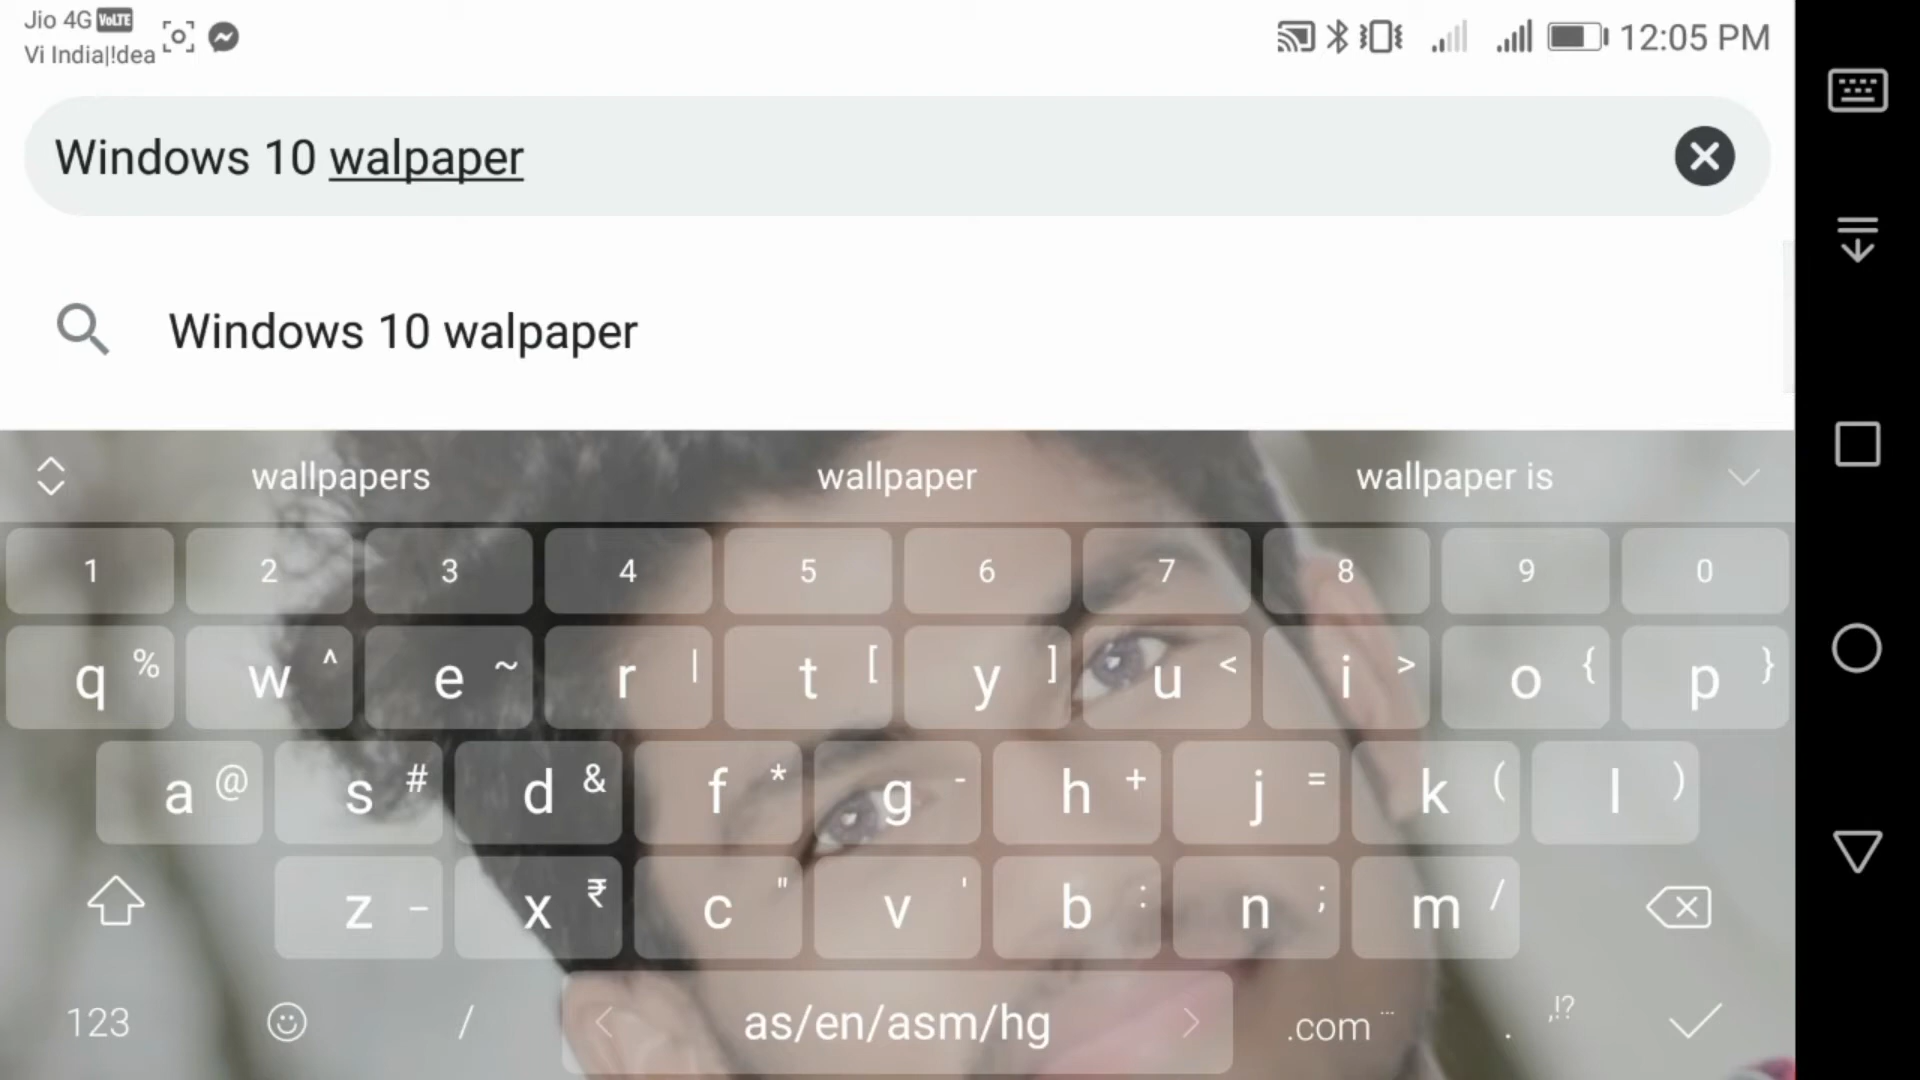 Jio 4G VoLTE
Vi India|!dea
12:05 PM
Windows 10 walpaper
Windows 10 walpaper
wallpapers wallpaper wallpaper is
1 2 3 4 5 6 7 8 9 0
q % w ^ e ~ r | t [ y ] u < i > o { p }
a @ s # d & f * g - h + j = k ( l )
z _ x ₹ c " v ' b : n ; m /
123 / < as/en/asm/hg > .com ... . ,!?